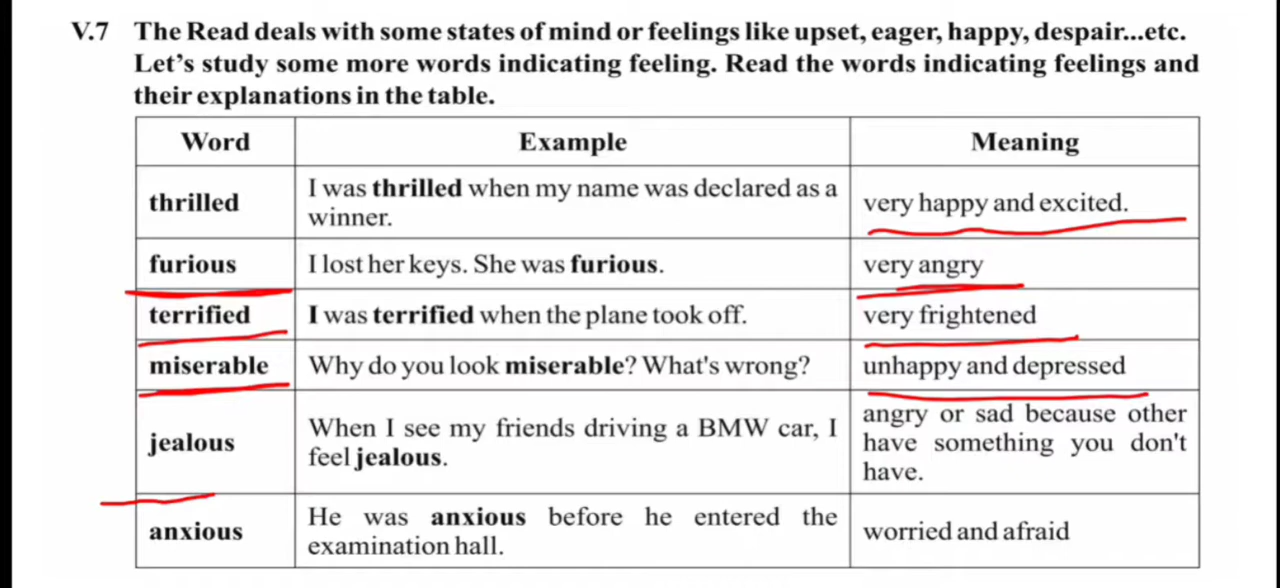 V.7 The Read deals with some states of mind or feelings like upset, eager, happy, despair...etc.
Let's study some more words indicating feeling. Read the words indicating feelings and
their explanations in the table.
Word Example Meaning
thrilled I was thrilled when my name was declared as a
winner. very happy and excited.
furious I lost her keys. She was furious. very angry
terrified I was terrified when the plane took off. very frightened
miserable Why do you look miserable? What's wrong? unhappy and depressed
jealous When I see my friends driving a BMW car, I
feel jealous. angry or sad because other
have something you don't
have.
anxious He was anxious before he entered the
examination hall. worried and afraid